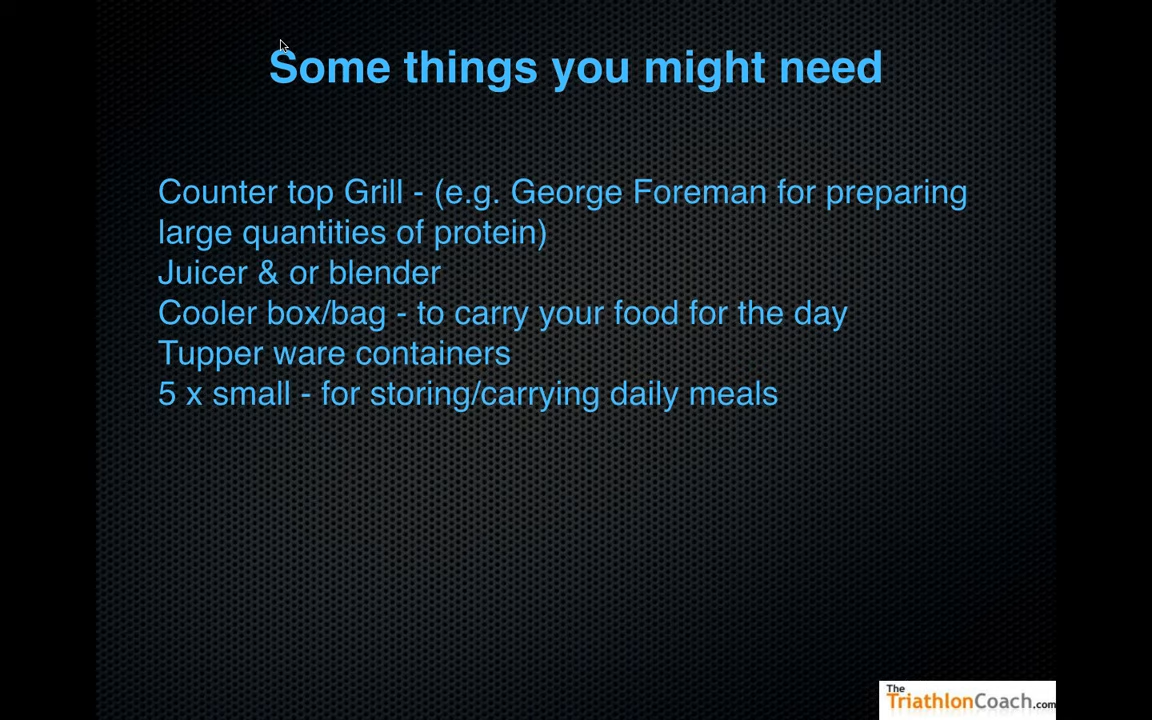 Some things you might need
Counter top Grill - (e.g. George Foreman for preparing
large quantities of protein)
Juicer & or blender
Cooler box/bag - to carry your food for the day
Tupper ware containers
5 x small - for storing/carrying daily meals
The
TriathlonCoach.com